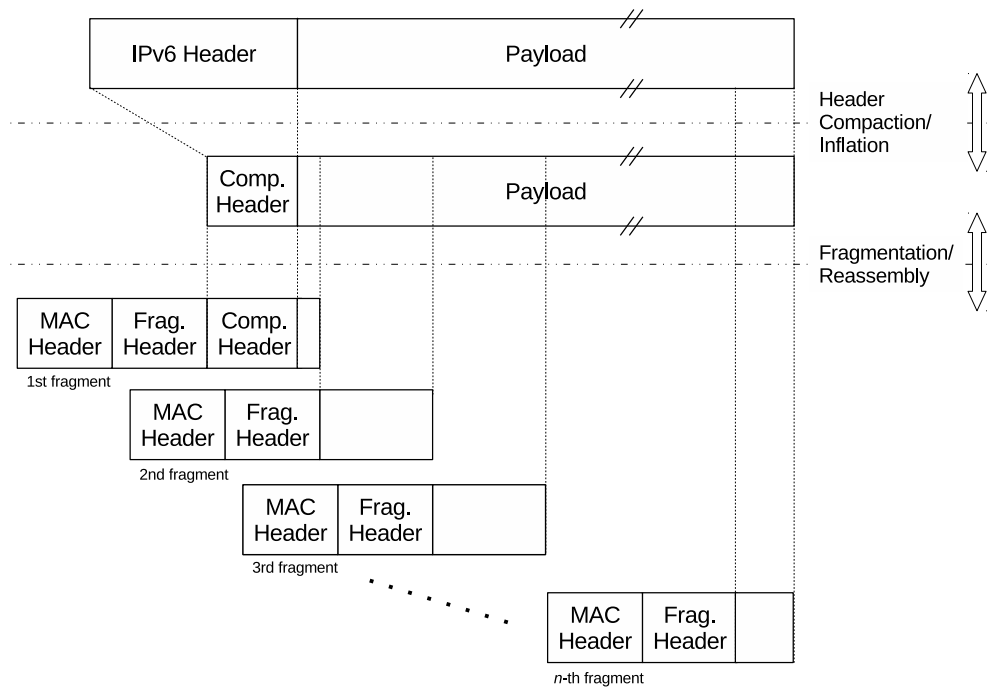 IPv6 Header
Payload
Header
Compaction/
Inflation
Comp.
Header
Payload
Fragmentation/
Reassembly
MAC
Header
Frag.
Header
Comp.
Header
1st fragment
MAC
Header
Frag.
Header
2nd fragment
MAC
Header
Frag.
Header
3rd fragment
MAC
Header
Frag.
Header
n-th fragment